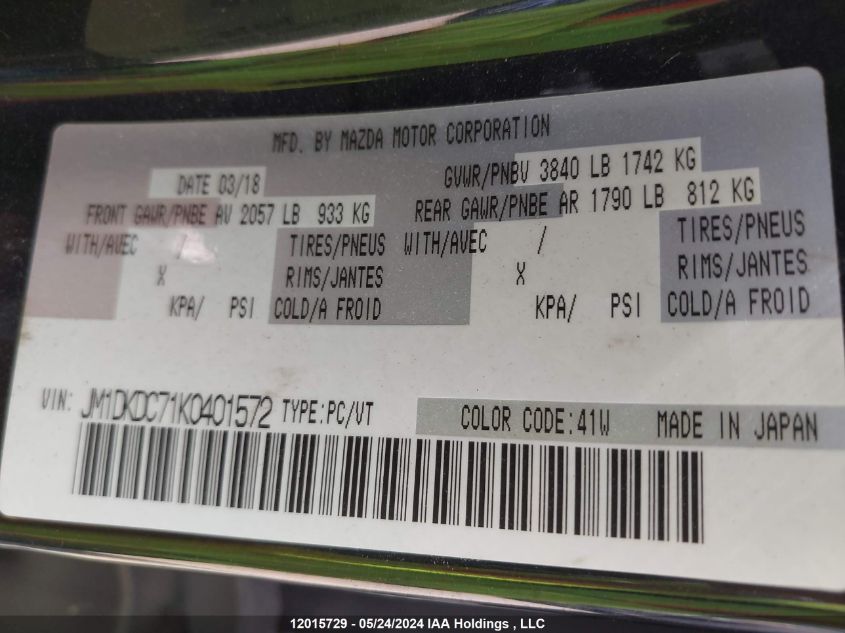 MFD. BY MAZDA MOTOR CORPORATION
DATE 03/18 GVWR/PNBV 3840 LB 1742 KG
FRONT GAWR/PNBE AV 2057 LB 933 KG REAR GAWR/PNBE AR 1790 LB 812 KG
WITH/AVEC / TIRES/PNEUS WITH/AVEC / TIRES/PNEUS
X RIMS/JANTES X RIMS/JANTES
KPA/ PSI COLD/A FROID KPA/ PSI COLD/A FROID
VIN: JM1DKDC71K0401572 TYPE:PC/VT COLOR CODE:41W MADE IN JAPAN
12015729 - 05/24/2024 IAA Holdings , LLC